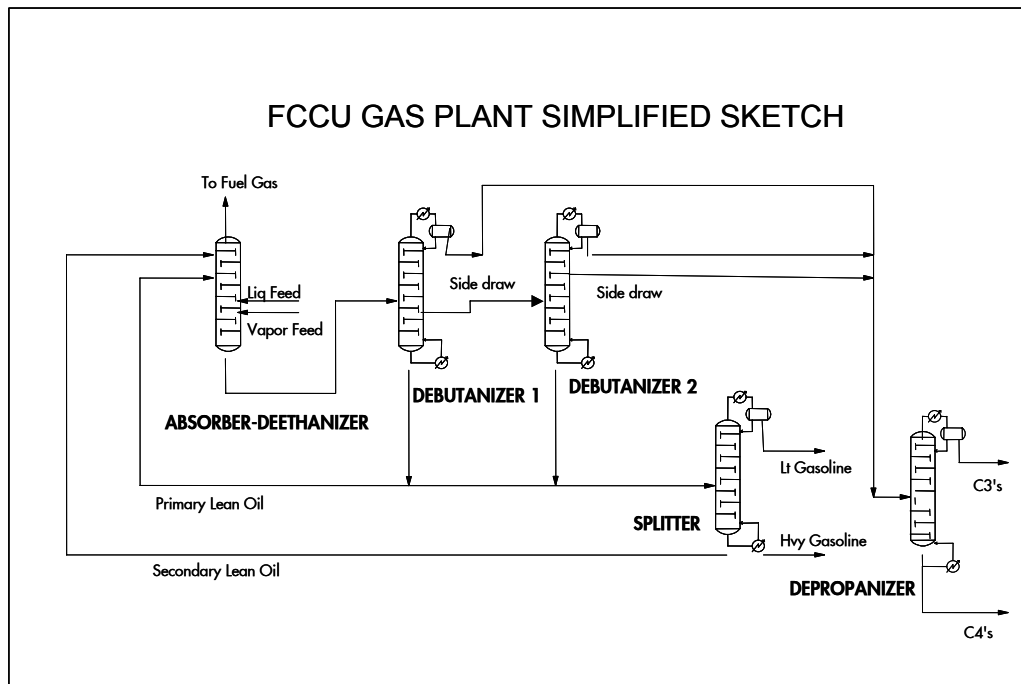 FCCU GAS PLANT SIMPLIFIED SKETCH
To Fuel Gas
Liq Feed
Vapor Feed
Side draw
Side draw
ABSORBER-DEETHANIZER
DEBUTANIZER 1
DEBUTANIZER 2
Primary Lean Oil
Secondary Lean Oil
SPLITTER
Lt Gasoline
Hvy Gasoline
C3's
DEPROPANIZER
C4's